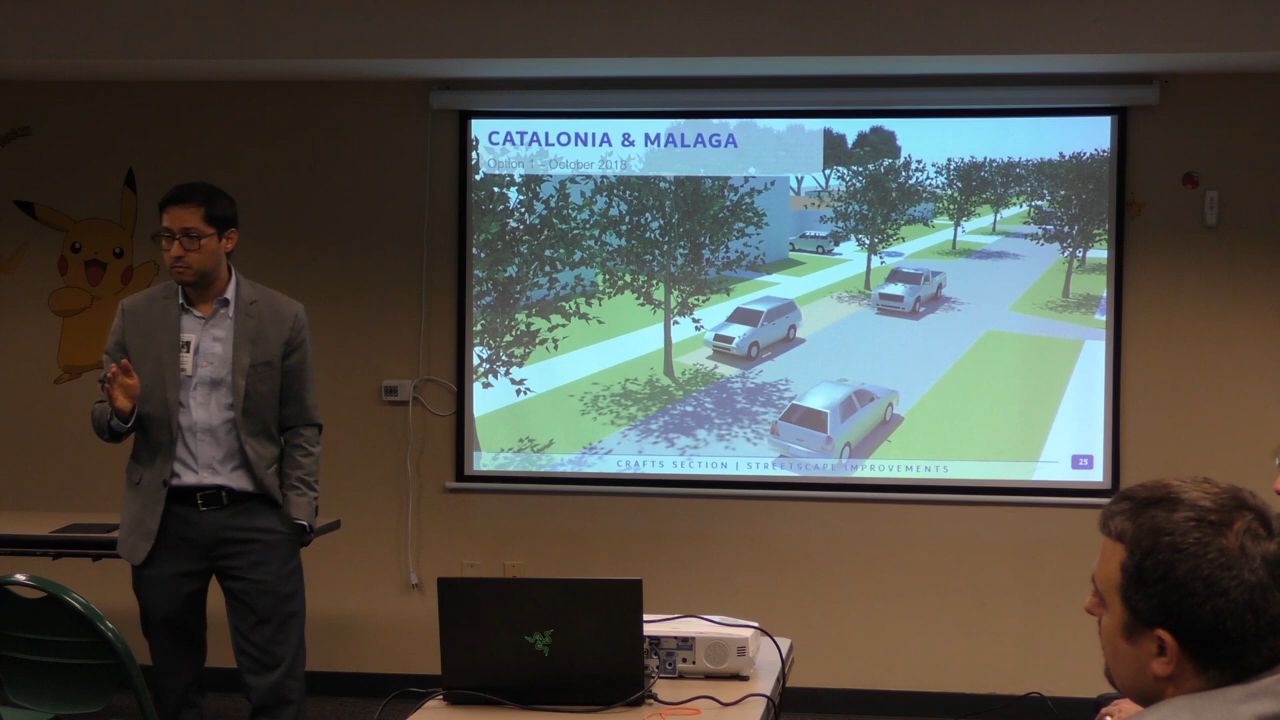 CATALONIA & MALAGA
Option 1 - October 2018
CRAFTS SECTION | STREETSCAPE IMPROVEMENTS
25